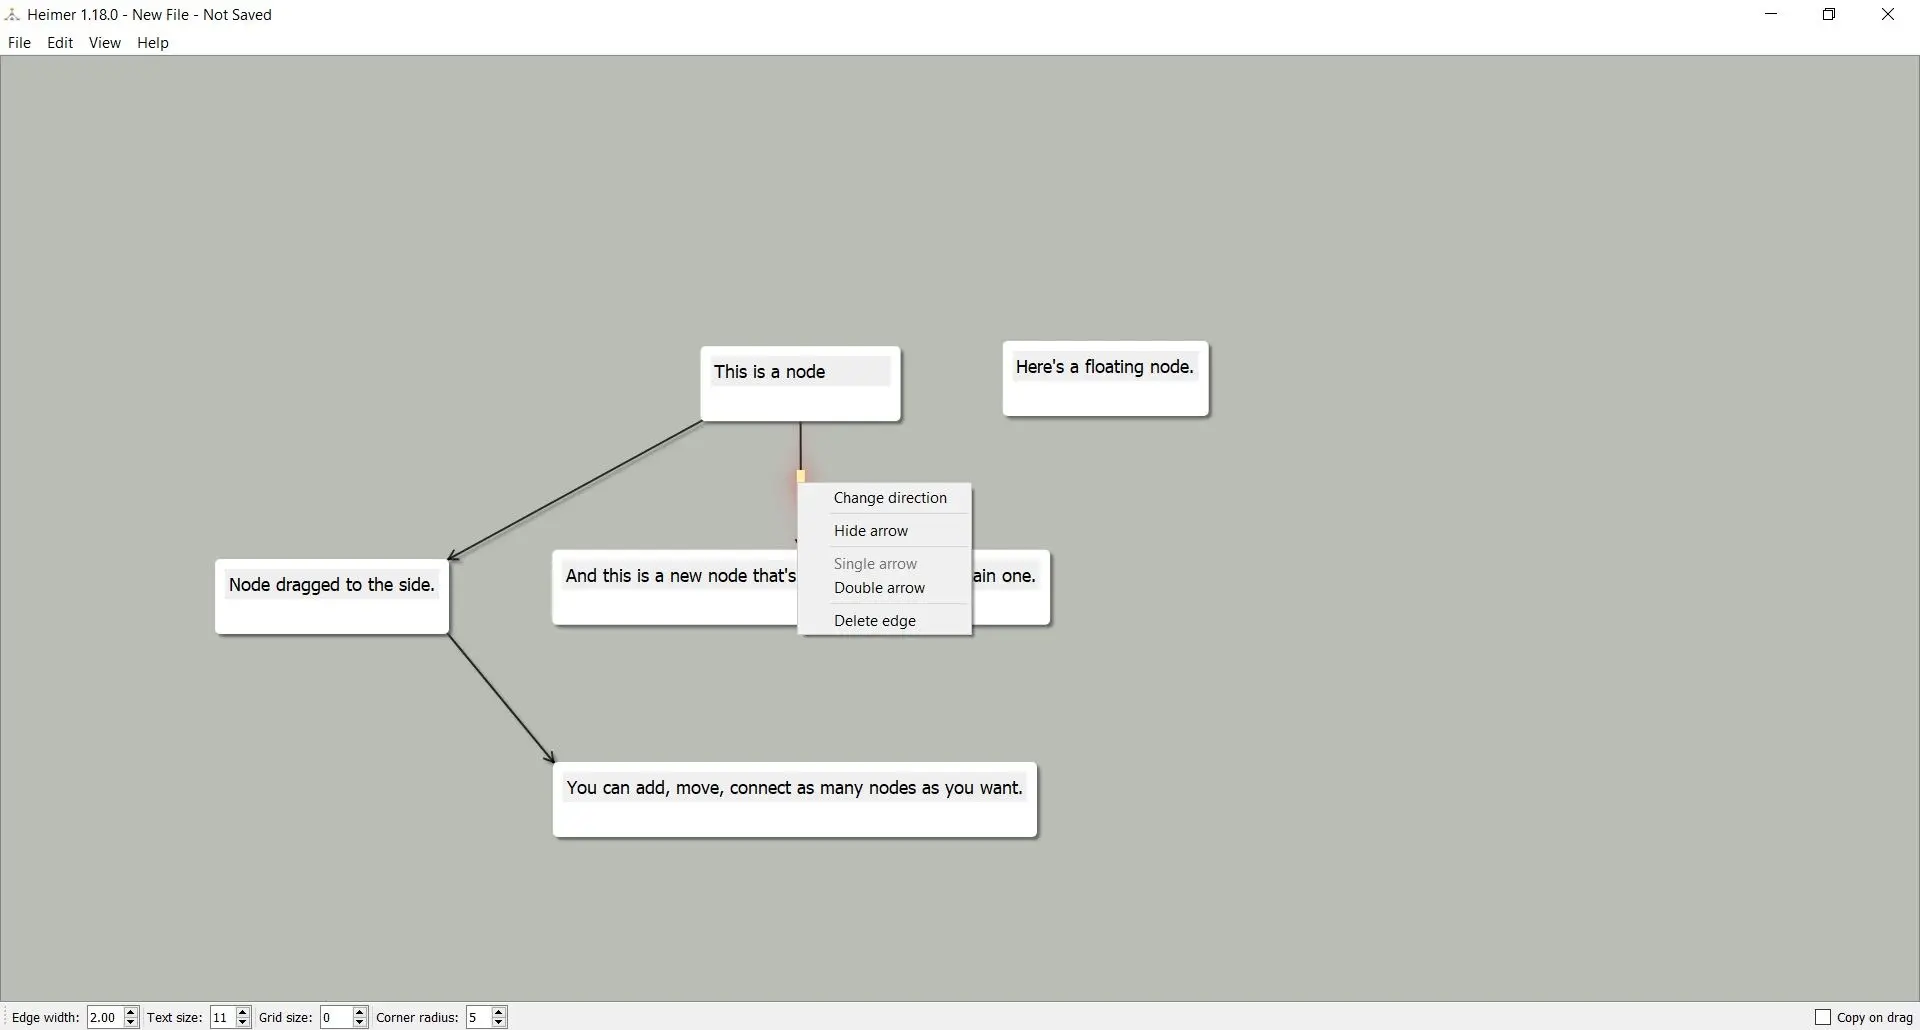 Heimer 1.18.0 - New File - Not Saved
File Edit View Help
This is a node
Here's a floating node.
Change direction
Hide arrow
Single arrow
Double arrow
Delete edge
Node dragged to the side.
And this is a new node that's ain one.
You can add, move, connect as many nodes as you want.
Edge width: 2.00 Text size: 11 Grid size: 0 Corner radius: 5 Copy on drag